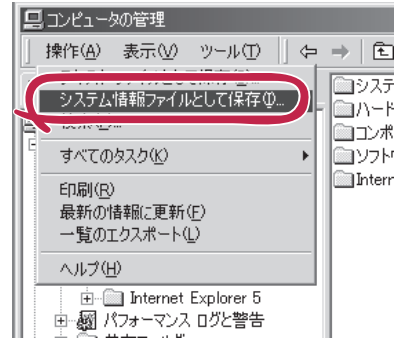 コンピュータの管理
操作(A) 表示(V) ツール(T)
システム情報ファイルとして保存(I)...
すべてのタスク(K)
印刷(R)
最新の情報に更新(F)
一覧のエクスポート(L)
ヘルプ(H)
システ
ハード
コンポ
ソフト
Intern
Internet Explorer 5
パフォーマンス ログと警告